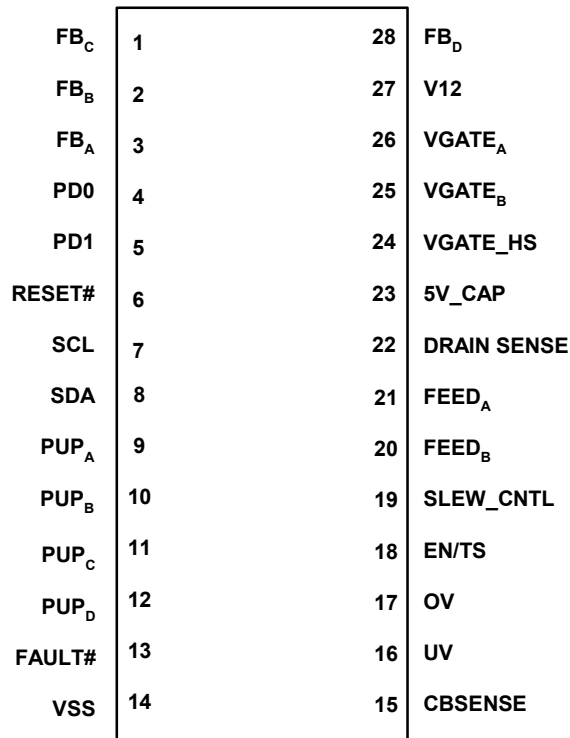 FB_C 1 28 FB_D
FB_B 2 27 V12
FB_A 3 26 VGATE_A
PD0 4 25 VGATE_B
PD1 5 24 VGATE_HS
RESET# 6 23 5V_CAP
SCL 7 22 DRAIN SENSE
SDA 8 21 FEED_A
PUP_A 9 20 FEED_B
PUP_B 10 19 SLEW_CNTL
PUP_C 11 18 EN/TS
PUP_D 12 17 OV
FAULT# 13 16 UV
VSS 14 15 CBSENSE